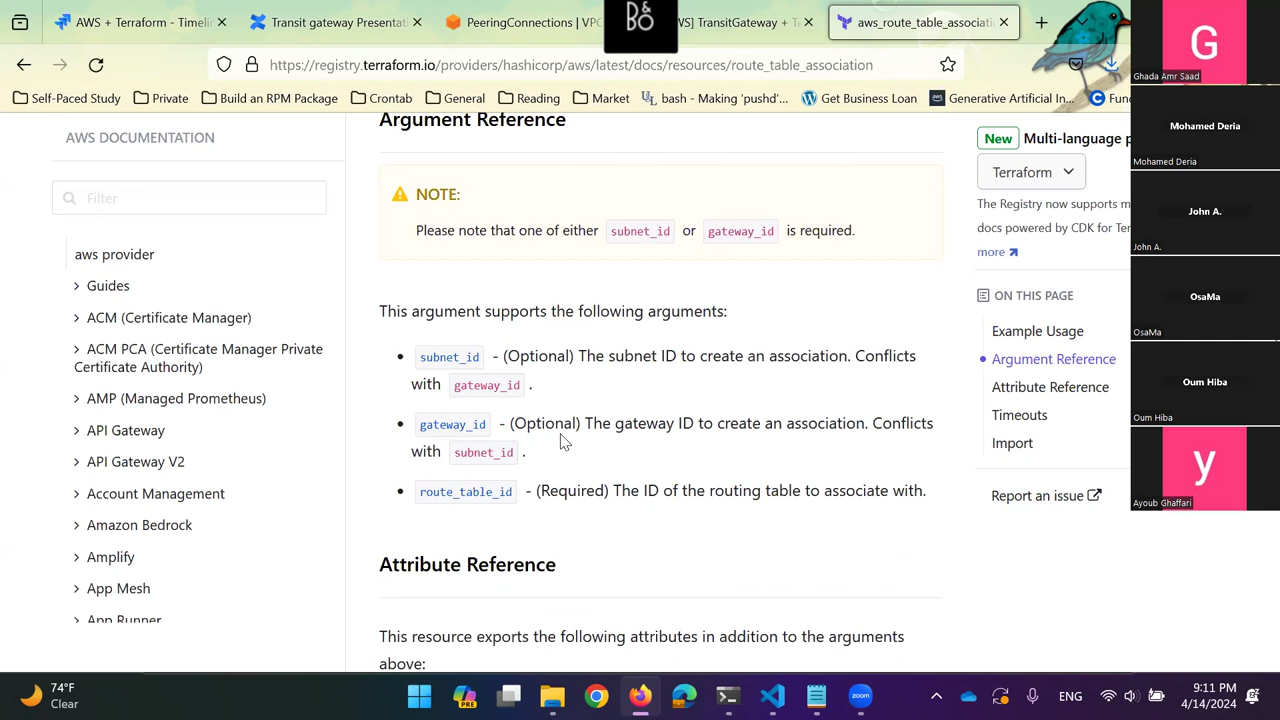 AWS + Terraform - Timelin
Transit gateway Presentati
PeeringConnections | VPC
WS] TransitGateway + T
aws_route_table_associati
D&
BO
https://registry.terraform.io/providers/hashicorp/aws/latest/docs/resources/route_table_association
Self-Paced Study
Private
Build an RPM Package
Crontab
General
Reading
Market
bash - Making 'pushd'...
Get Business Loan
Generative Artificial In...
Fun
AWS DOCUMENTATION
Filter
aws provider
Guides
ACM (Certificate Manager)
ACM PCA (Certificate Manager Private
Certificate Authority)
AMP (Managed Prometheus)
API Gateway
API Gateway V2
Account Management
Amazon Bedrock
Amplify
App Mesh
App Runner
Argument Reference
NOTE:
Please note that one of either subnet_id or gateway_id is required.
This argument supports the following arguments:
subnet_id - (Optional) The subnet ID to create an association. Conflicts
with gateway_id .
gateway_id - (Optional) The gateway ID to create an association. Conflicts
with subnet_id .
route_table_id - (Required) The ID of the routing table to associate with.
Attribute Reference
This resource exports the following attributes in addition to the arguments
above:
New Multi-language p
Terraform
The Registry now supports m
docs powered by CDK for Te
more
ON THIS PAGE
Example Usage
Argument Reference
Attribute Reference
Timeouts
Import
Report an issue
G
Ghada Amr Saad
Mohamed Deria
Mohamed Deria
John A.
John A.
OsaMa
OsaMa
Oum Hiba
Oum Hiba
y
Ayoub Ghaffari
74°F
Clear
PRE
zoom
ENG
9:11 PM
4/14/2024